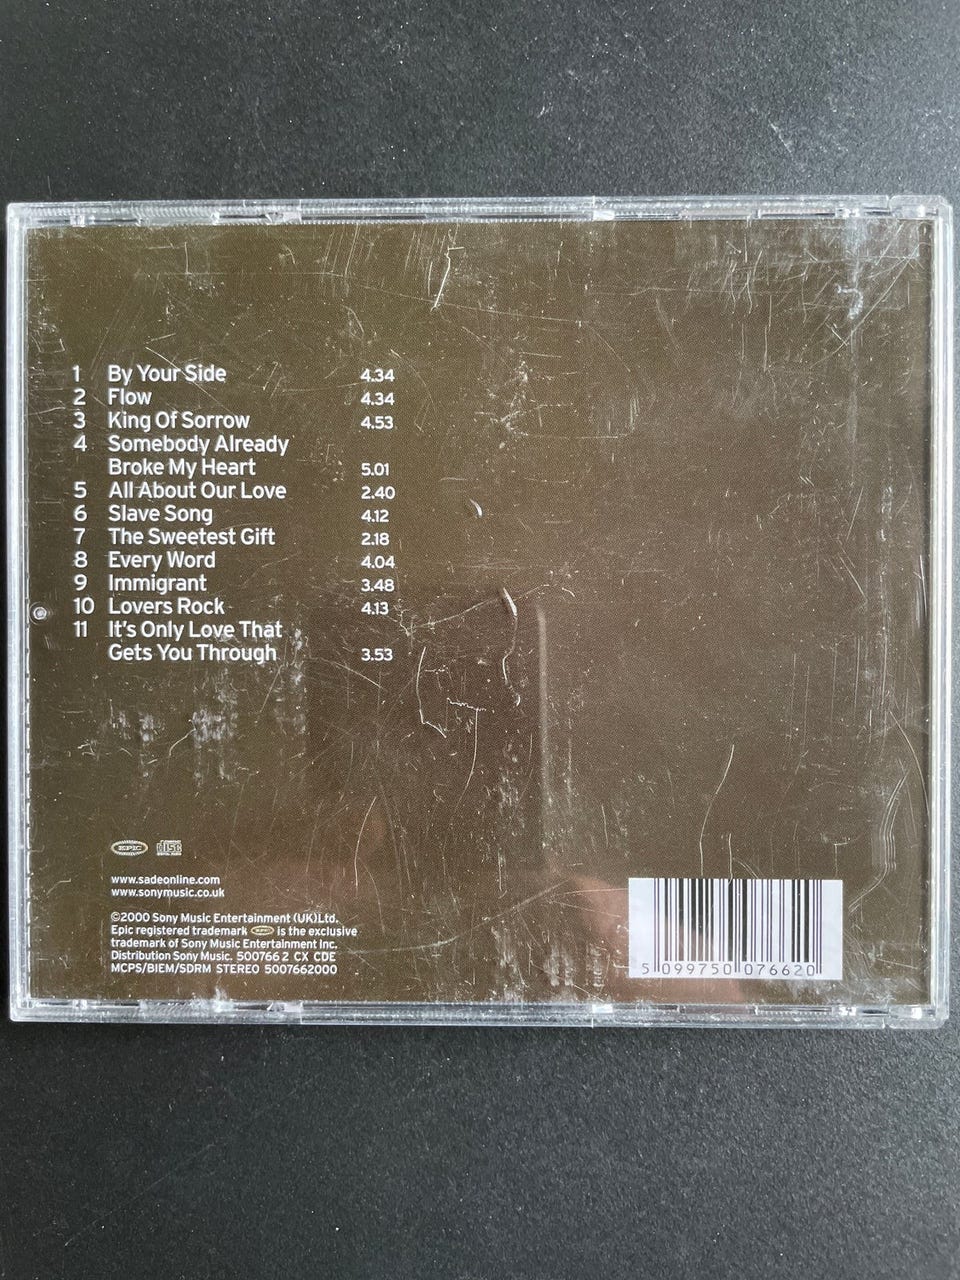 1 By Your Side 4.34
2 Flow 4.34
3 King Of Sorrow 4.53
4 Somebody Already
Broke My Heart 5.01
5 All About Our Love 2.40
6 Slave Song 4.12
7 The Sweetest Gift 2.18
8 Every Word 4.04
9 Immigrant 3.48
10 Lovers Rock 4.13
11 It's Only Love That
Gets You Through 3.53
EPIC disc DIGITAL AUDIO
www.sadeonline.com
www.sonymusic.co.uk
©2000 Sony Music Entertainment (UK)Ltd.
Epic registered trademark EPIC is the exclusive
trademark of Sony Music Entertainment Inc.
Distribution Sony Music. 500766 2 CX CDE
MCPS/BIEM/SDRM STEREO 5007662000
5 099750 076620